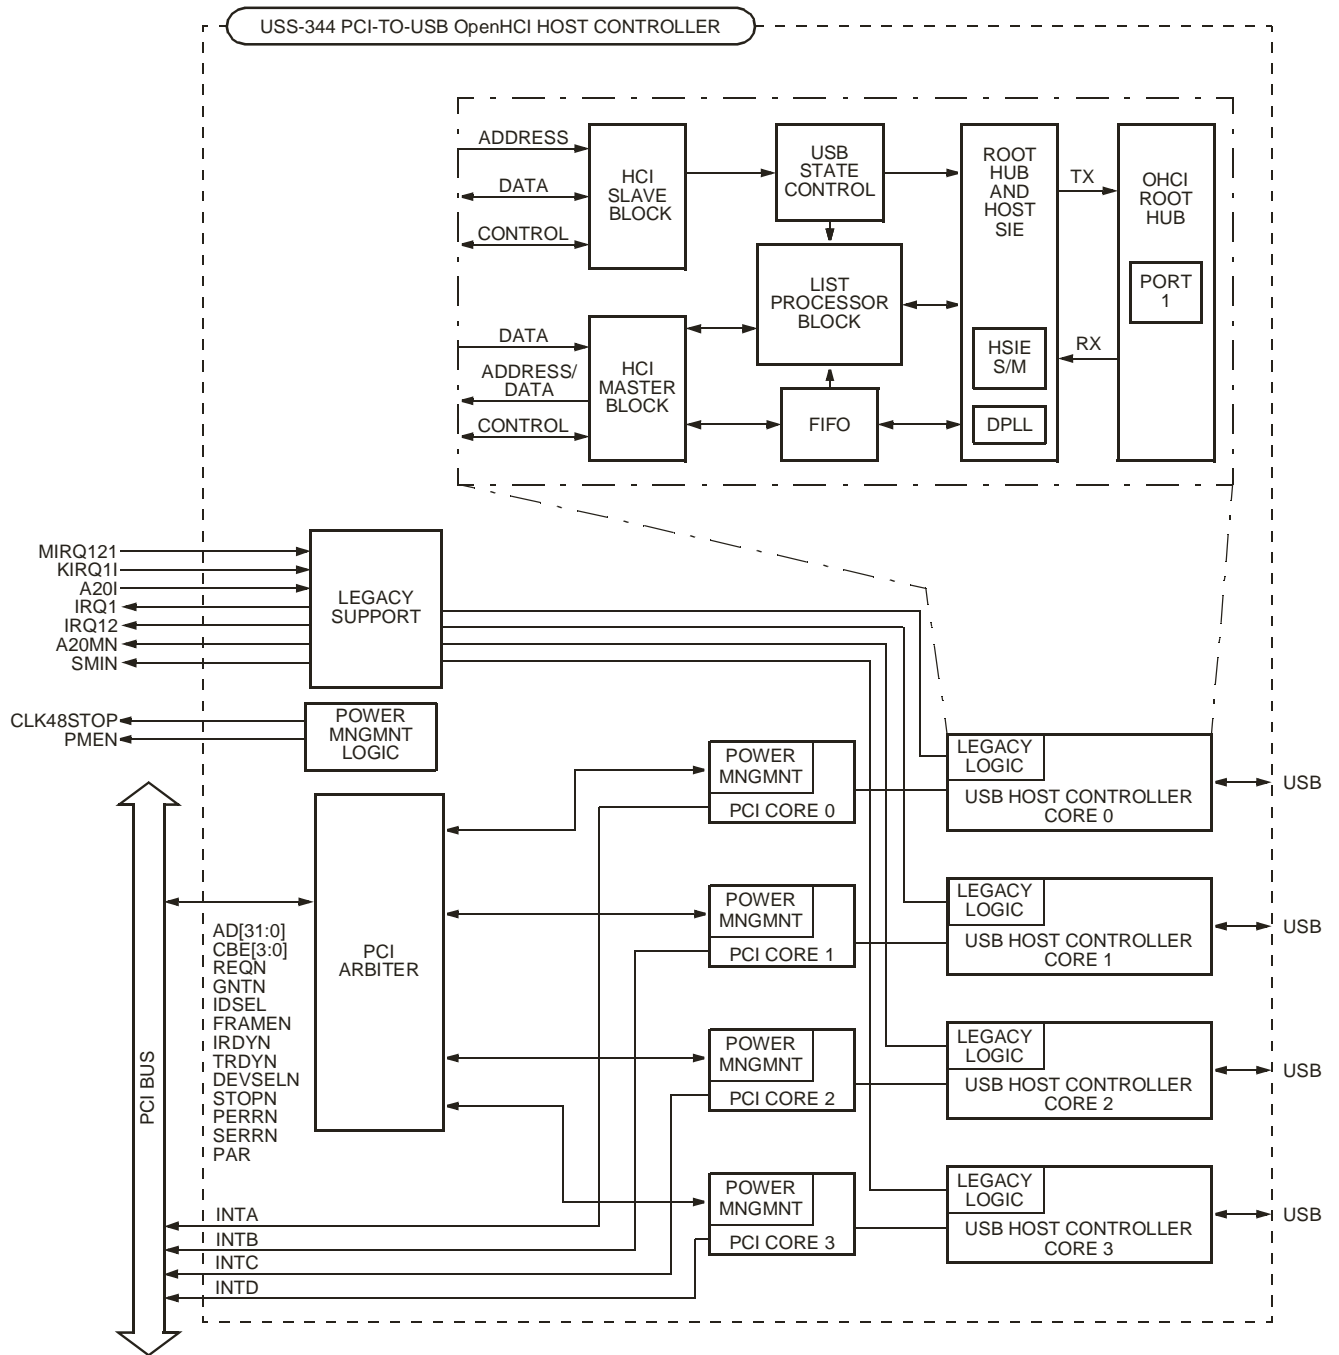 USS-344 PCI-TO-USB OpenHCI HOST CONTROLLER
ADDRESS
DATA
CONTROL
HCI
SLAVE
BLOCK
USB
STATE
CONTROL
ROOT
HUB
AND
HOST
SIE
TX
OHCI
ROOT
HUB
PORT
1
LIST
PROCESSOR
BLOCK
DATA
ADDRESS/
DATA
CONTROL
HCI
MASTER
BLOCK
FIFO
HSIE
S/M
DPLL
RX
MIRQ121
KIRQ1I
A20I
IRQ1
IRQ12
A20MN
SMIN
LEGACY
SUPPORT
CLK48STOP
PMEN
POWER
MNGMNT
LOGIC
POWER
MNGMNT
PCI CORE 0
LEGACY
LOGIC
USB HOST CONTROLLER
CORE 0
USB
PCI BUS
AD[31:0]
CBE[3:0]
REQN
GNTN
IDSEL
FRAMEN
IRDYN
TRDYN
DEVSELN
STOPN
PERRN
SERRN
PAR
PCI
ARBITER
POWER
MNGMNT
PCI CORE 1
LEGACY
LOGIC
USB HOST CONTROLLER
CORE 1
USB
POWER
MNGMNT
PCI CORE 2
LEGACY
LOGIC
USB HOST CONTROLLER
CORE 2
USB
POWER
MNGMNT
PCI CORE 3
LEGACY
LOGIC
USB HOST CONTROLLER
CORE 3
USB
INTA
INTB
INTC
INTD